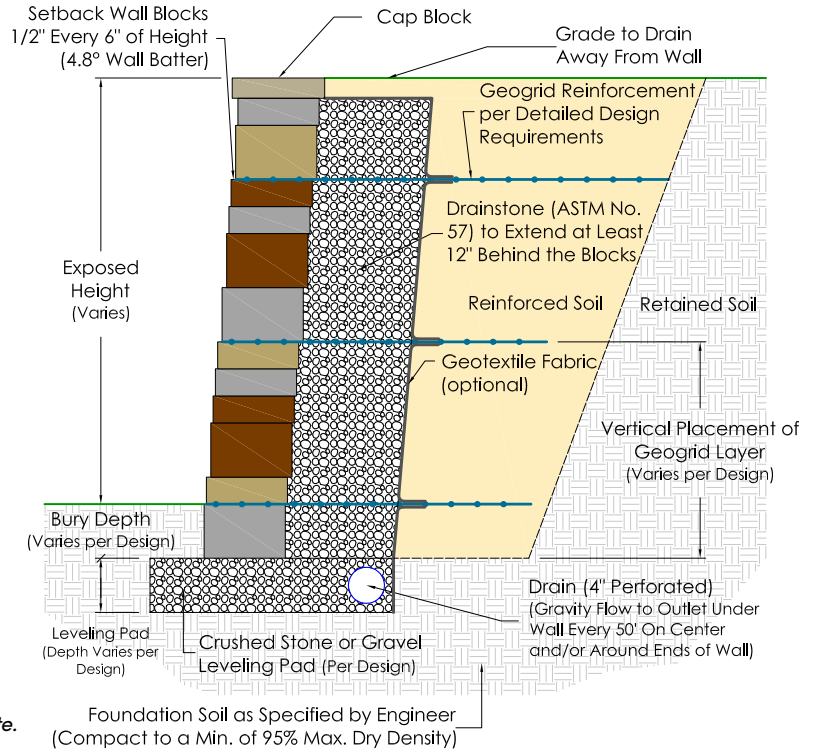 Setback Wall Blocks
1/2" Every 6" of Height
(4.8° Wall Batter)
Cap Block
Grade to Drain
Away From Wall
Geogrid Reinforcement
per Detailed Design
Requirements
Drainstone (ASTM No.
57) to Extend at Least
12" Behind the Blocks
Exposed
Height
(Varies)
Reinforced Soil
Retained Soil
Geotextile Fabric
(optional)
Vertical Placement of
Geogrid Layer
(Varies per Design)
Bury Depth
(Varies per Design)
Drain (4" Perforated)
(Gravity Flow to Outlet Under
Wall Every 50' On Center
and/or Around Ends of Wall)
Leveling Pad
(Depth Varies per
Design)
Crushed Stone or Gravel
Leveling Pad (Per Design)
te.
Foundation Soil as Specified by Engineer
(Compact to a Min. of 95% Max. Dry Density)